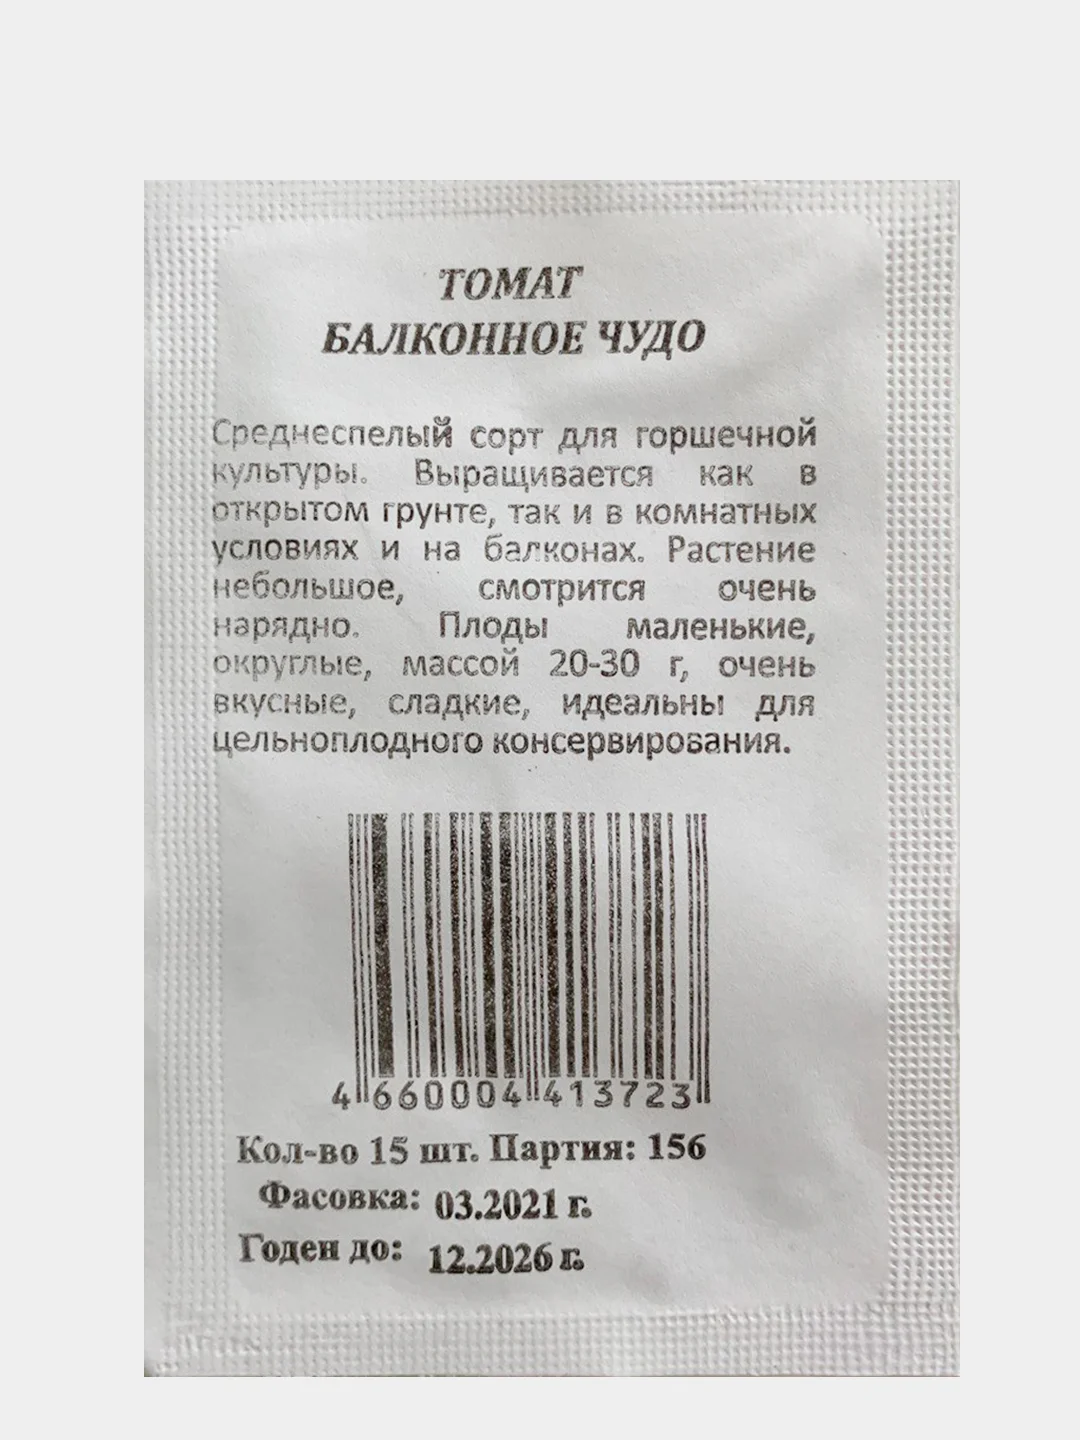 ТОМАТ
БАЛКОННОЕ ЧУДО
Среднеспелый сорт для горшечной
культуры. Выращивается как в
открытом грунте, так и в комнатных
условиях и на балконах. Растение
небольшое, смотрится очень
нарядно. Плоды маленькие,
округлые, массой 20-30 г, очень
вкусные, сладкие, идеальны для
цельноплодного консервирования.
4 660004 413723
Кол-во 15 шт. Партия: 156
Фасовка: 03.2021 г.
Годен до: 12.2026 г.